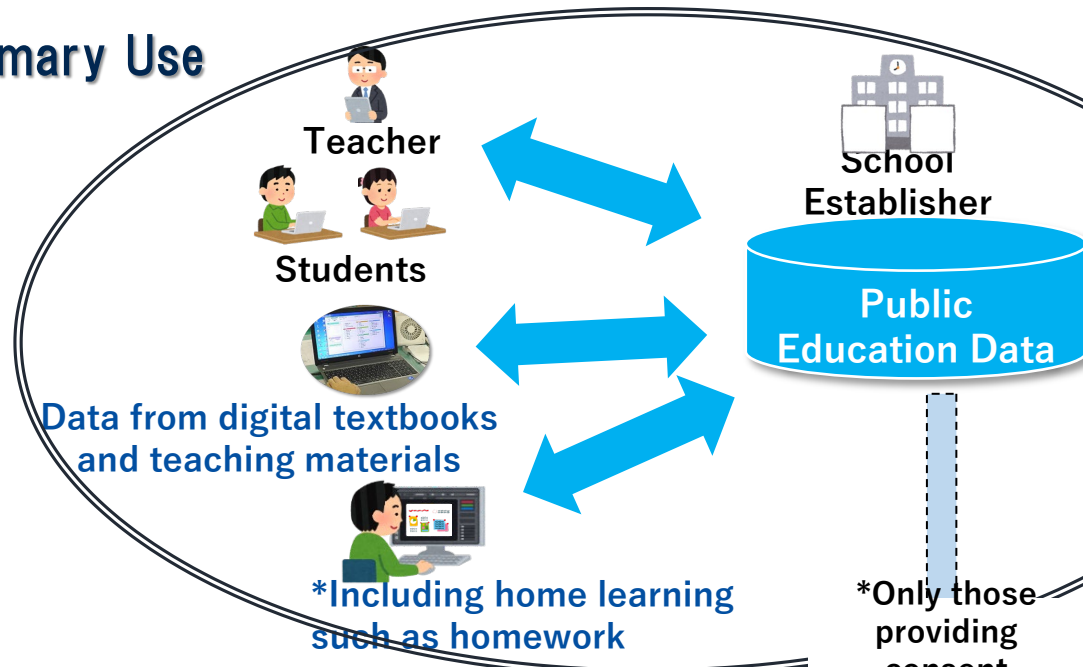 mary Use
Teacher
Students
Data from digital textbooks
and teaching materials
*Including home learning
such as homework
School
Establisher
Public
Education Data
*Only those
providing
consent